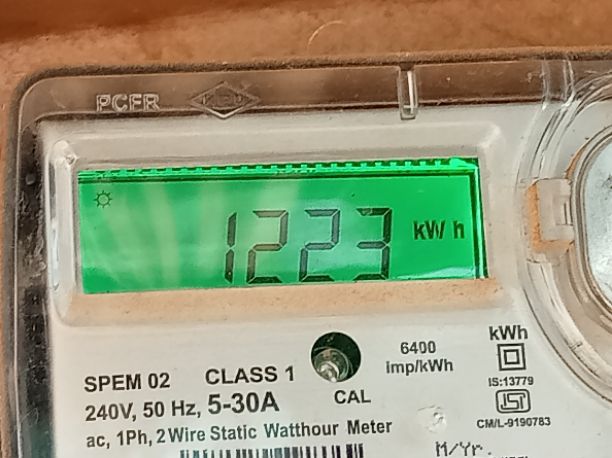 PCFR
1223 kWh
6400
imp/kWh
kWh
IS:13779
CM/L-9190783
SPEM 02 CLASS 1
CAL
240V, 50 Hz, 5-30A
ac, 1Ph, 2 Wire Static Watthour Meter
M/Yr.